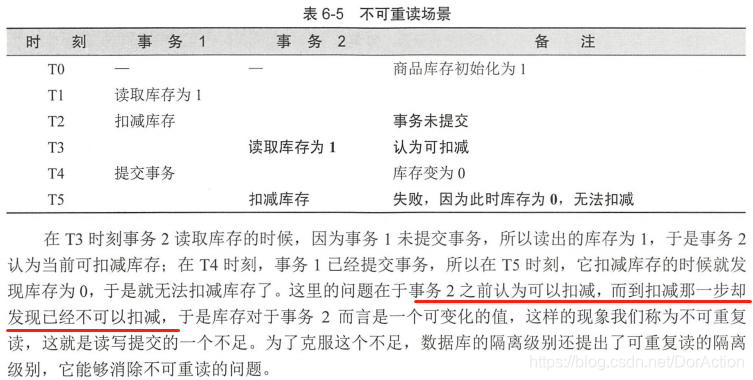 表 6-5 不可重读场景
时 刻 事 务 1 事 务 2 备 注
T0 — — 商品库存初始化为 1
T1 读取库存为 1
T2 扣减库存 事务未提交
T3 读取库存为 1 认为可扣减
T4 提交事务 库存变为 0
T5 扣减库存 失败，因为此时库存为 0，无法扣减
在 T3 时刻事务 2 读取库存的时候，因为事务 1 未提交事务，所以读出的库存为 1，于是事务 2
认为当前可扣减库存；在 T4 时刻，事务 1 已经提交事务，所以在 T5 时刻，它扣减库存的时候就发
现库存为 0，于是就无法扣减库存了。这里的问题在于事务 2 之前认为可以扣减，而到扣减那一步却
发现已经不可以扣减，于是库存对于事务 2 而言是一个可变化的值，这样的现象我们称为不可重复
读，这就是读写提交的一个不足。为了克服这个不足，数据库的隔离级别还提出了可重复读的隔离
级别，它能够消除不可重读的问题。
https://blog.csdn.net/DorAction